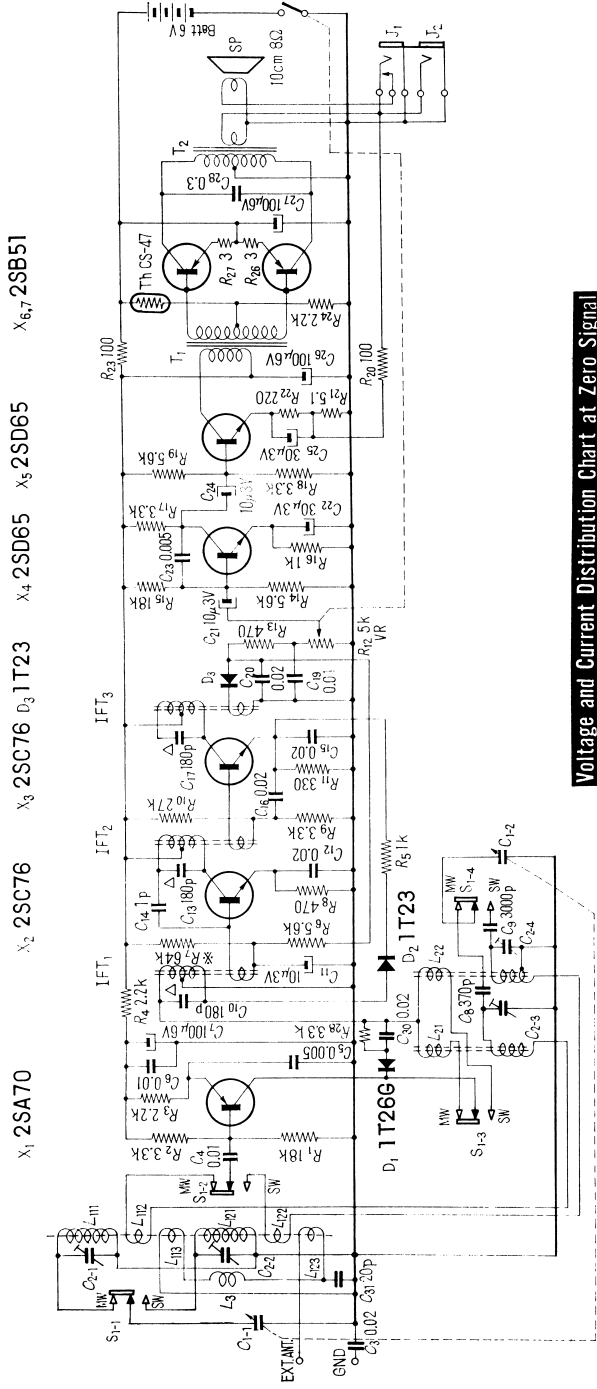 X1 2SA70
X2 2SC76
X3 2SC76
D3 1T23
X4 2SD65
X5 2SD65
X6,7 2SB51
IFT1
IFT2
IFT3
L111
L112
L113
L121
L122
L123
L3
C2-1
C2-2
MW
SW
S1-1
C1-1
EXT.ANT.
GND
C3 0.02
C31 20p
MW
S1-2
SW
C4 0.01
R2 3.3K
R1 18K
R3 2.2K
C6 0.01
C7 100μ6V
R4 2.2K
C5 0.005
R28 3.3K
C30 0.02
D1 1T26G
D2 1T23
C10 180p
C11 10μ3V
※R7 64K
R6 5.6K
C14 1p
C13 180p
R8 470
C12 0.02
R10 27K
R9 3.3K
C16 0.02
C17 180p
R11 330
C15 0.02
R5 1k
D3
C20 0.02
C19 0.01
R13 470
R12 5k VR
C21 10μ3V
R15 18K
R14 5.6K
C23 0.005
R17 3.3K
R16 1K
C22 30μ3V
C24 10μ3V
R19 5.6K
R18 3.3K
C25 30μ3V
R22 220
R21 5.1
R20 100
R23 100
T1
C26 100μ6V
Th CS-47
R24 2.2K
R27 3
R26 3
C27 100μ6V
C28 0.3
T2
SP
10cm 8Ω
Batt 6V
J1
J2
MW
S1-3
SW
L21
L22
C8 370p
C2-3
C2-4
C9 3000p
MW
S1-4
SW
C1-2
Voltage and Current Distribution Chart at Zero Signal